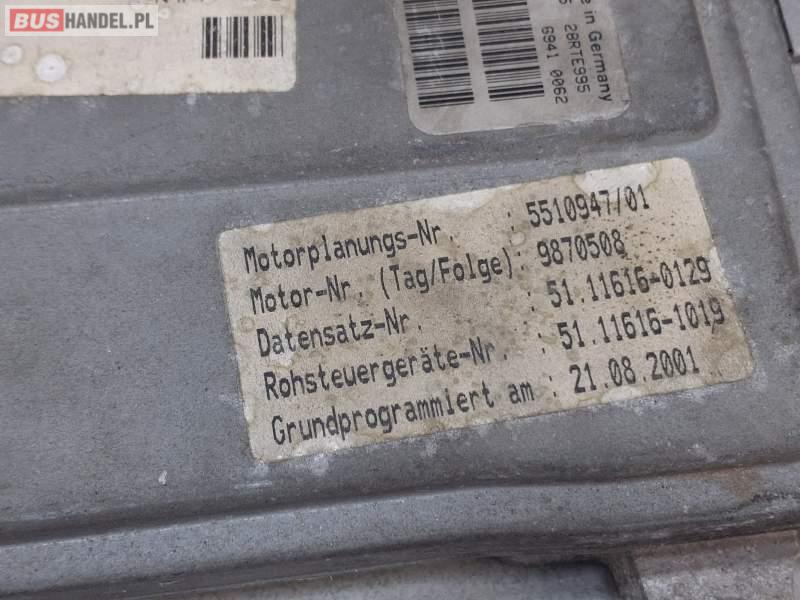 BUSHANDEL.PL
de in Germany
28RTE995
6941 0062
Motorplanungs-Nr. : 5510947/01
Motor-Nr. (Tag/Folge): 9870508
Datensatz-Nr. : 51.11616-0129
Rohsteuergeräte-Nr. : 51.11616-1019
Grundprogrammiert am : 21.08.2001